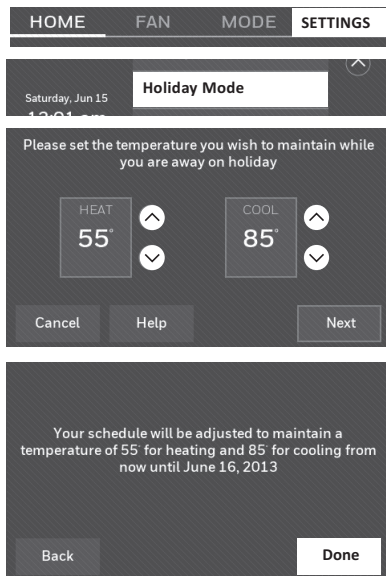 HOME FAN MODE SETTINGS
Holiday Mode
Saturday, Jun 15
Please set the temperature you wish to maintain while
you are away on holiday
HEAT COOL
55° 85°
Cancel Help Next
Your schedule will be adjusted to maintain a
temperature of 55° for heating and 85° for cooling from
now until June 16, 2013
Back Done